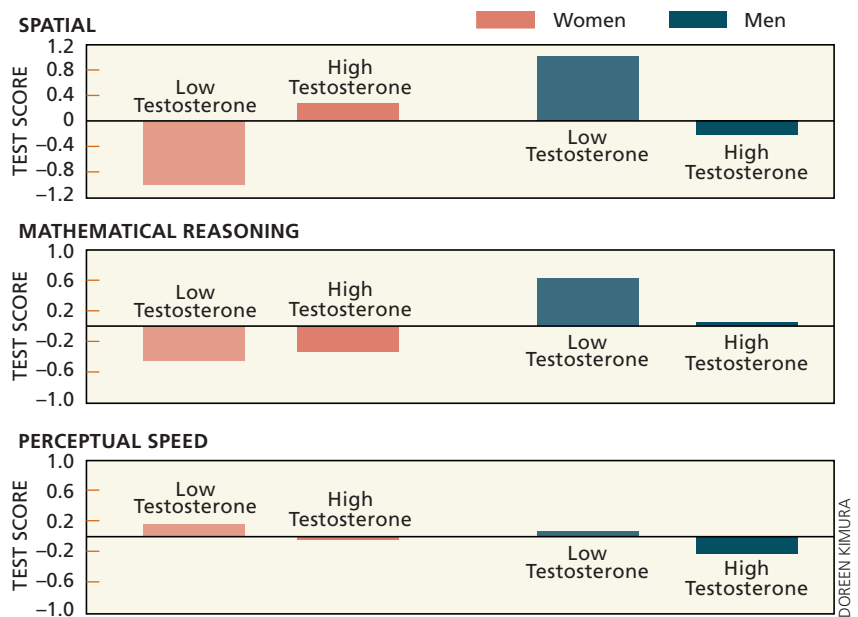 Women
Men
SPATIAL
TEST SCORE
1.2
0.8
0.4
0
−0.4
−0.8
−1.2
Low
Testosterone
High
Testosterone
Low
Testosterone
High
Testosterone
MATHEMATICAL REASONING
TEST SCORE
1.0
0.6
0.2
−0.2
−0.6
−1.0
Low
Testosterone
High
Testosterone
Low
Testosterone
High
Testosterone
PERCEPTUAL SPEED
TEST SCORE
1.0
0.6
0.2
−0.2
−0.6
−1.0
Low
Testosterone
High
Testosterone
Low
Testosterone
High
Testosterone
DOREEN KIMURA